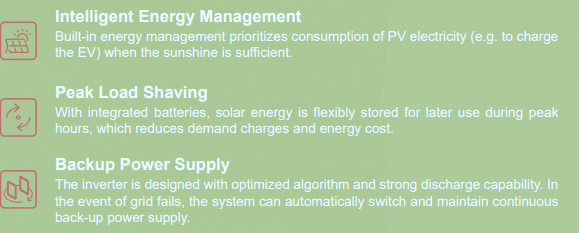 Intelligent Energy Management
Built-in energy management prioritizes consumption of PV electricity (e.g. to charge
the EV) when the sunshine is sufficient.
Peak Load Shaving
With integrated batteries, solar energy is flexibly stored for later use during peak
hours, which reduces demand charges and energy cost.
Backup Power Supply
The inverter is designed with optimized algorithm and strong discharge capability. In
the event of grid fails, the system can automatically switch and maintain continuous
back-up power supply.